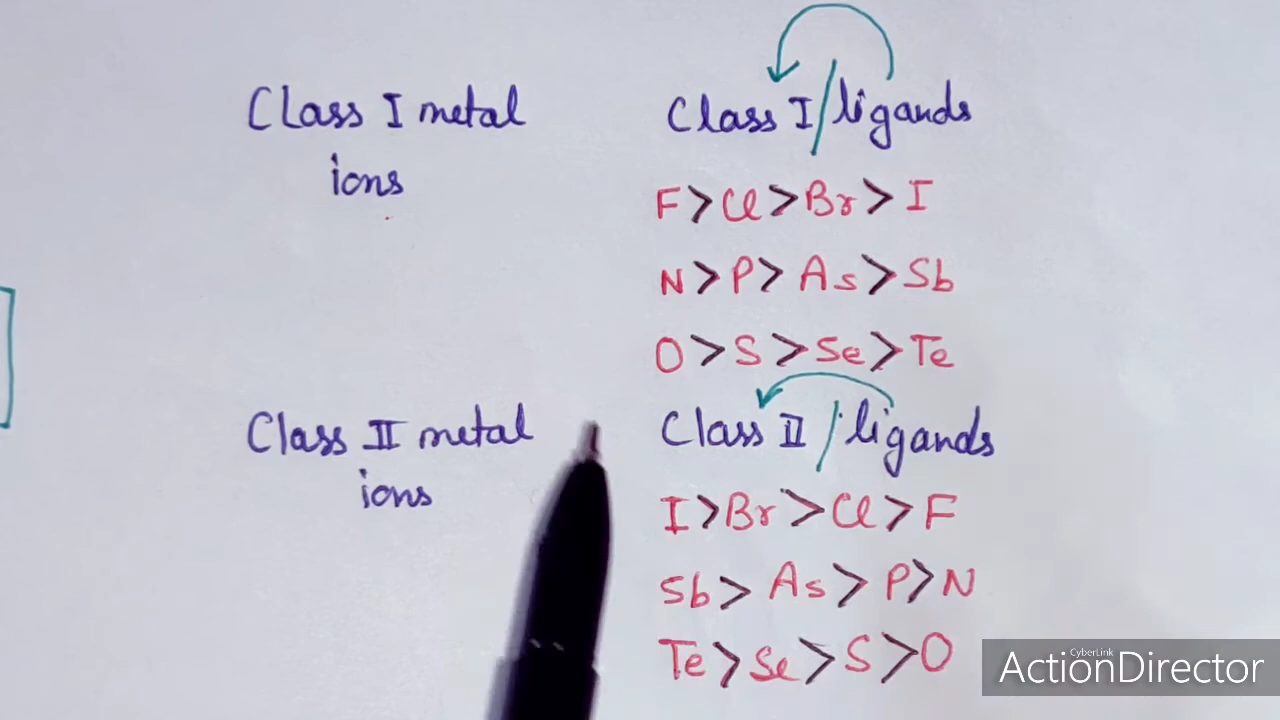 Class I metal
ions
Class I/ligands
F>Cl>Br>I
N>P>As>Sb
O>S>Se>Te
Class II metal
ions
Class II/ligands
I>Br>Cl>F
Sb>As>P>N
Te>Se>S>O
CyberLink
ActionDirector